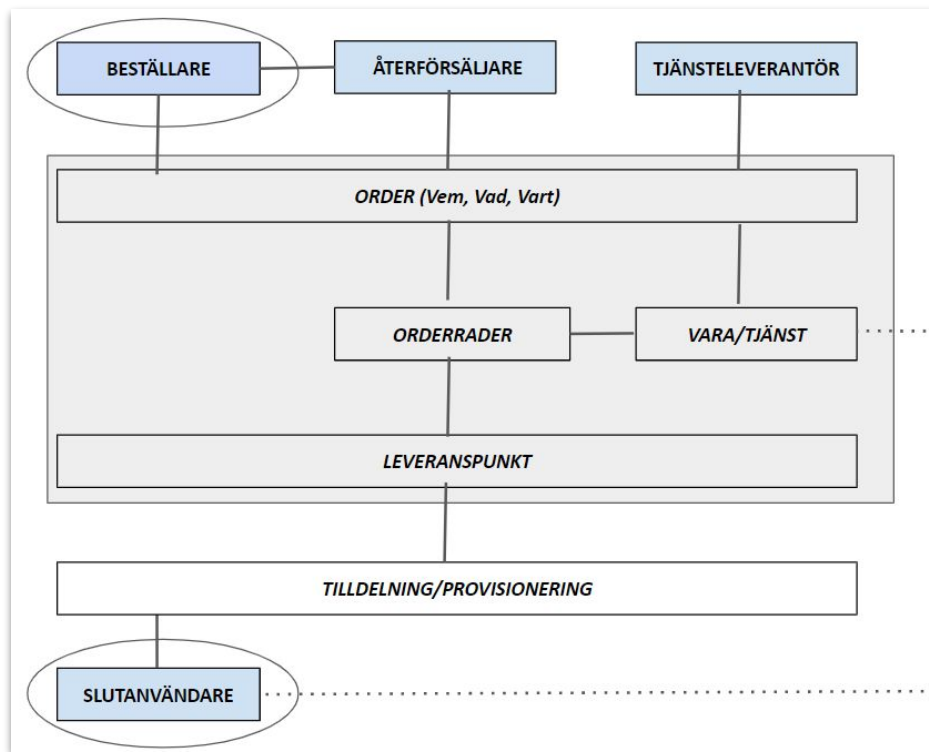 BESTÄLLARE
ÅTERFÖRSÄLJARE
TJÄNSTELEVERANTÖR
ORDER (Vem, Vad, Vart)
ORDERRADER
VARA/TJÄNST
LEVERANSPUNKT
TILLDELNING/PROVISIONERING
SLUTANVÄNDARE